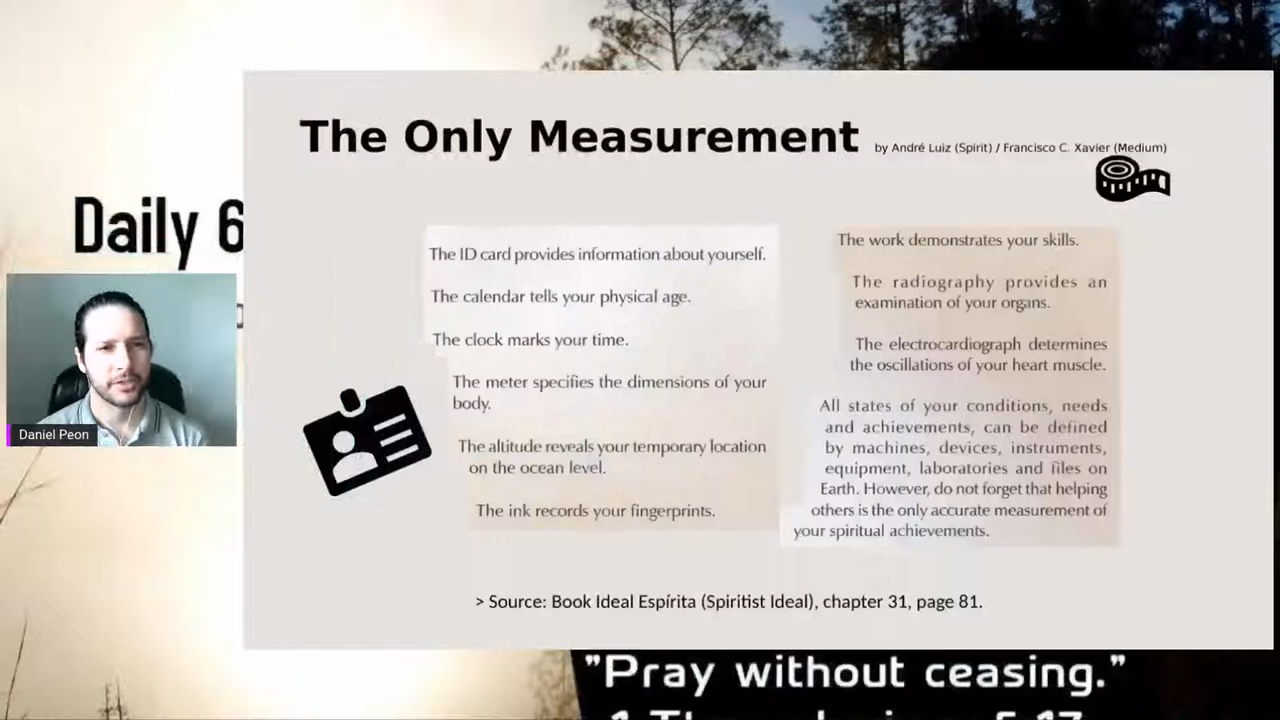 The Only Measurement by André Luiz (Spirit) / Francisco C. Xavier (Medium)
Daily 6
Daniel Peon
The ID card provides information about yourself.
The calendar tells your physical age.
The clock marks your time.
The meter specifies the dimensions of your
body.
The altitude reveals your temporary location
on the ocean level.
The ink records your fingerprints.
The work demonstrates your skills.
The radiography provides an
examination of your organs.
The electrocardiograph determines
the oscillations of your heart muscle.
All states of your conditions, needs
and achievements, can be defined
by machines, devices, instruments,
equipment, laboratories and files on
Earth. However, do not forget that helping
others is the only accurate measurement of
your spiritual achievements.
> Source: Book Ideal Espírita (Spiritist Ideal), chapter 31, page 81.
"Pray without ceasing."